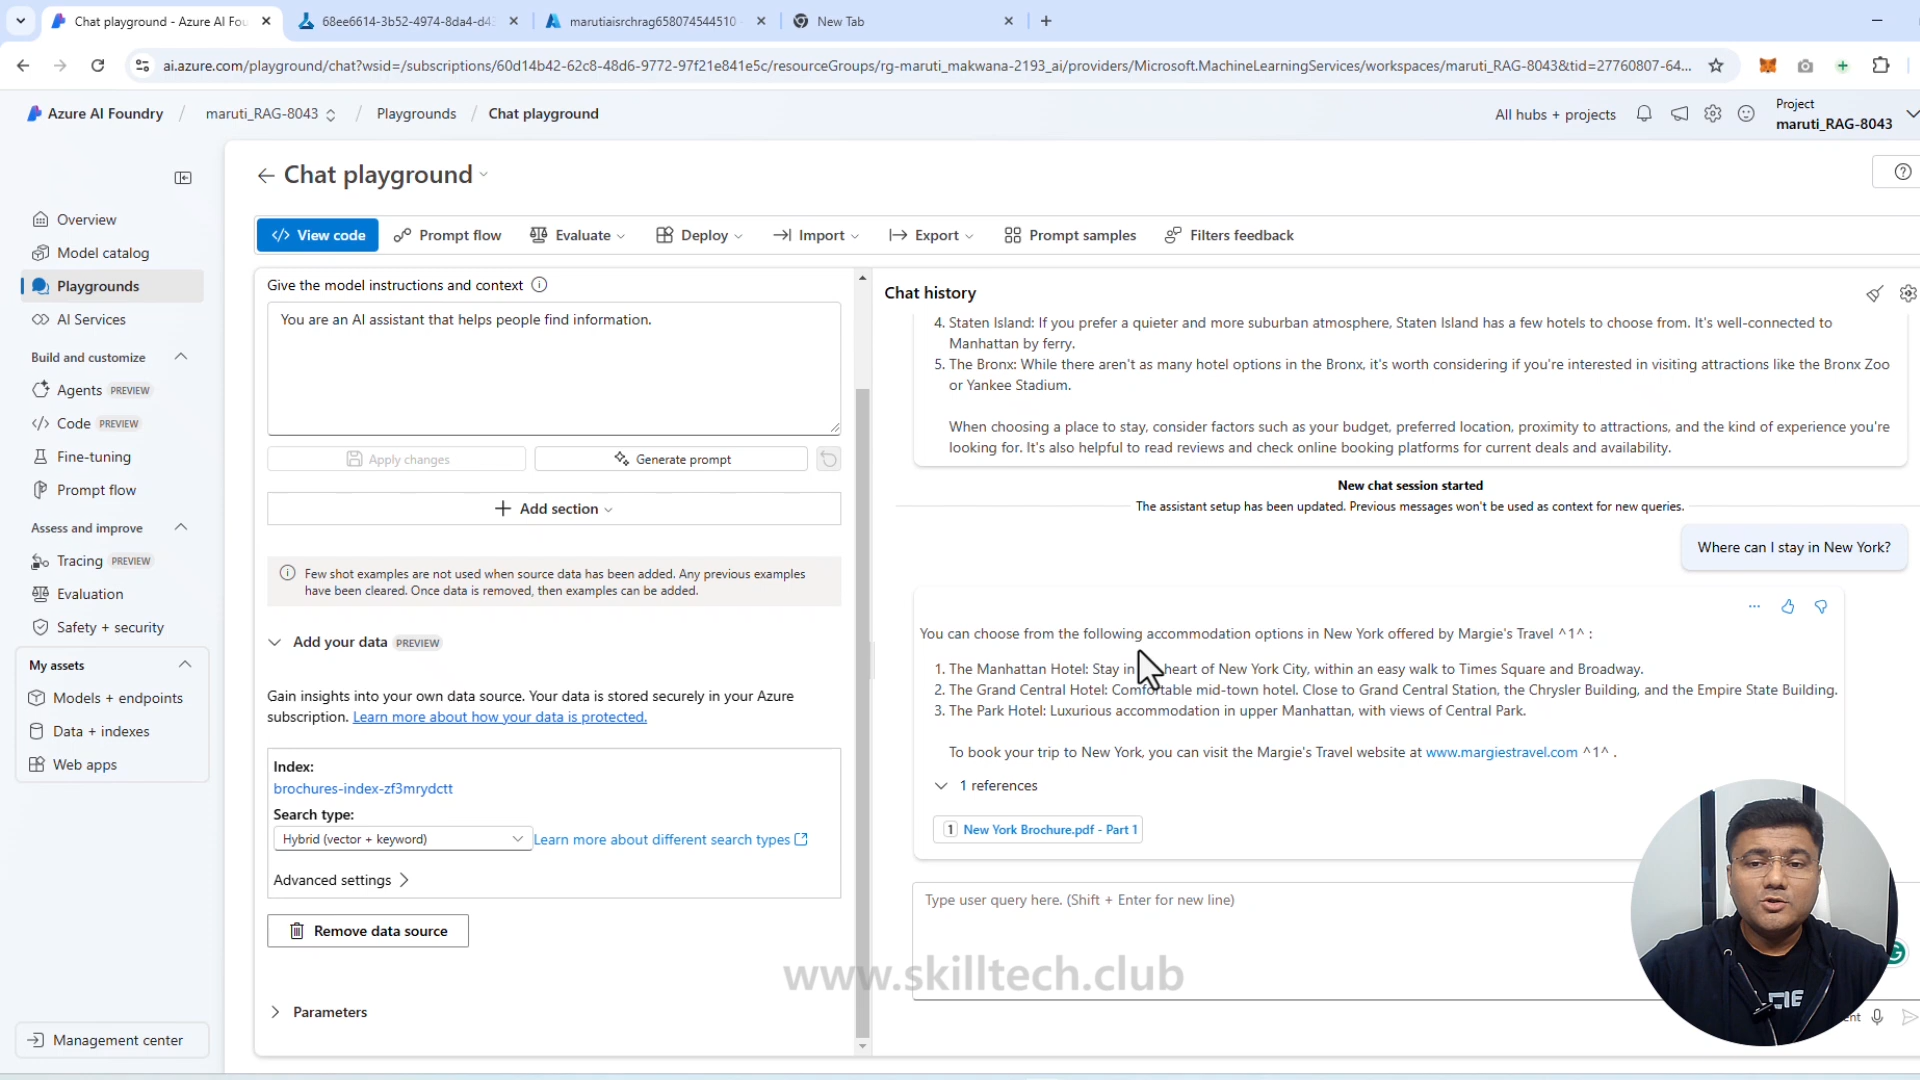 Chat playground - Azure AI Fou
68ee6614-3b52-4974-8da4-d4
marutiaisrchrag658074544510
New Tab
ai.azure.com/playground/chat?wsid=/subscriptions/60d14b42-62c8-48d6-9772-97f21e841e5c/resourceGroups/rg-maruti_makwana-2193_ai/providers/Microsoft.MachineLearningServices/workspaces/maruti_RAG-8043&tid=27760807-64...
Azure AI Foundry / maruti_RAG-8043 / Playgrounds / Chat playground
All hubs + projects
Project
maruti_RAG-8043
Chat playground
View code
Prompt flow
Evaluate
Deploy
Import
Export
Prompt samples
Filters feedback
Overview
Model catalog
Playgrounds
AI Services
Build and customize
Agents PREVIEW
Code PREVIEW
Fine-tuning
Prompt flow
Assess and improve
Tracing PREVIEW
Evaluation
Safety + security
My assets
Models + endpoints
Data + indexes
Web apps
Management center
Give the model instructions and context
You are an AI assistant that helps people find information.
Apply changes
Generate prompt
Add section
Few shot examples are not used when source data has been added. Any previous examples
have been cleared. Once data is removed, then examples can be added.
Add your data PREVIEW
Gain insights into your own data source. Your data is stored securely in your Azure
subscription. Learn more about how your data is protected.
Index:
brochures-index-zf3mrydctt
Search type:
Hybrid (vector + keyword)
Learn more about different search types
Advanced settings
Remove data source
Parameters
Chat history
4. Staten Island: If you prefer a quieter and more suburban atmosphere, Staten Island has a few hotels to choose from. It's well-connected to
Manhattan by ferry.
5. The Bronx: While there aren't as many hotel options in the Bronx, it's worth considering if you're interested in visiting attractions like the Bronx Zoo
or Yankee Stadium.
When choosing a place to stay, consider factors such as your budget, preferred location, proximity to attractions, and the kind of experience you're
looking for. It's also helpful to read reviews and check online booking platforms for current deals and availability.
New chat session started
The assistant setup has been updated. Previous messages won't be used as context for new queries.
Where can I stay in New York?
You can choose from the following accommodation options in New York offered by Margie's Travel ^1^ :
1. The Manhattan Hotel: Stay in heart of New York City, within an easy walk to Times Square and Broadway.
2. The Grand Central Hotel: Comfortable mid-town hotel. Close to Grand Central Station, the Chrysler Building, and the Empire State Building.
3. The Park Hotel: Luxurious accommodation in upper Manhattan, with views of Central Park.
To book your trip to New York, you can visit the Margie's Travel website at www.margiestravel.com ^1^ .
1 references
1 New York Brochure.pdf - Part 1
Type user query here. (Shift + Enter for new line)
www.skilltech.club